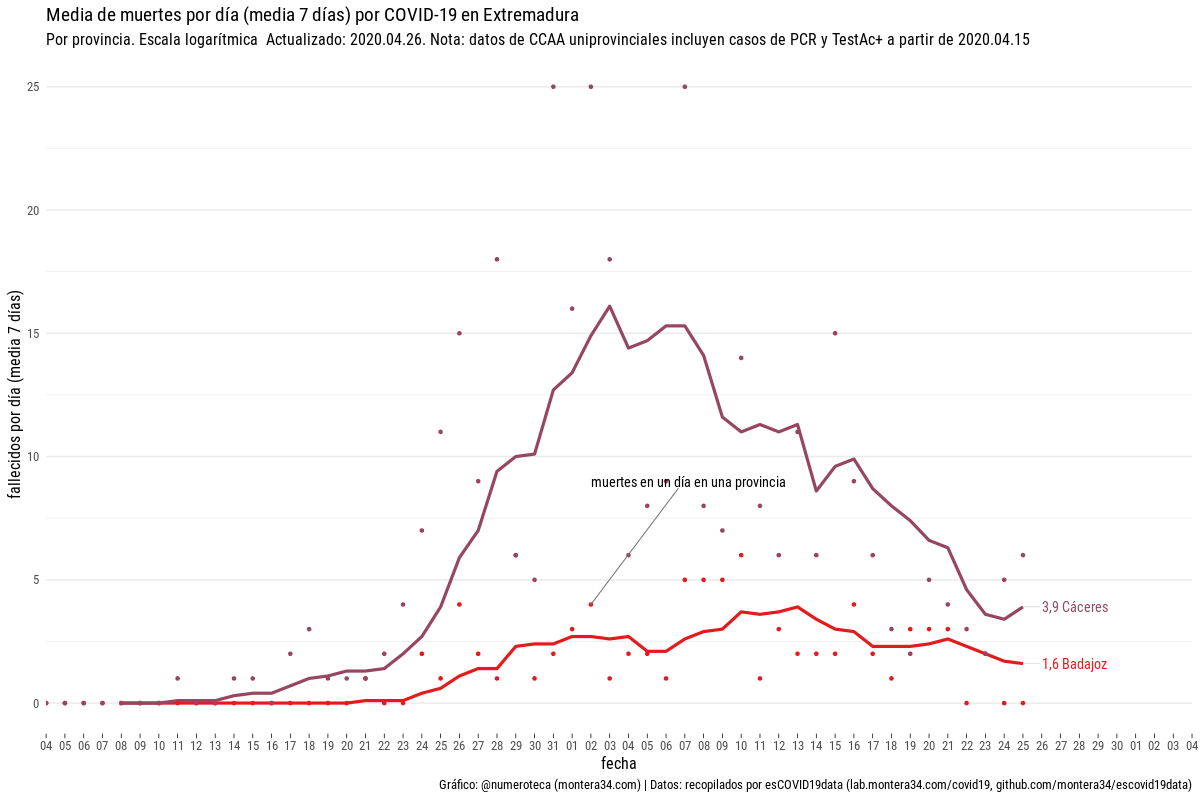 Media de muertes por día (media 7 días) por COVID-19 en Extremadura
Por provincia. Escala logarítmica  Actualizado: 2020.04.26. Nota: datos de CCAA uniprovinciales incluyen casos de PCR y TestAc+ a partir de 2020.04.15
fallecidos por día (media 7 días)
25
20
15
10
5
0
muertes en un día en una provincia
3,9 Cáceres
1,6 Badajoz
04 05 06 07 08 09 10 11 12 13 14 15 16 17 18 19 20 21 22 23 24 25 26 27 28 29 30 31 01 02 03 04 05 06 07 08 09 10 11 12 13 14 15 16 17 18 19 20 21 22 23 24 25 26 27 28 29 30 01 02 03 04
fecha
Gráfico: @numeroteca (montera34.com) | Datos: recopilados por esCOVID19data (lab.montera34.com/covid19, github.com/montera34/escovid19data)